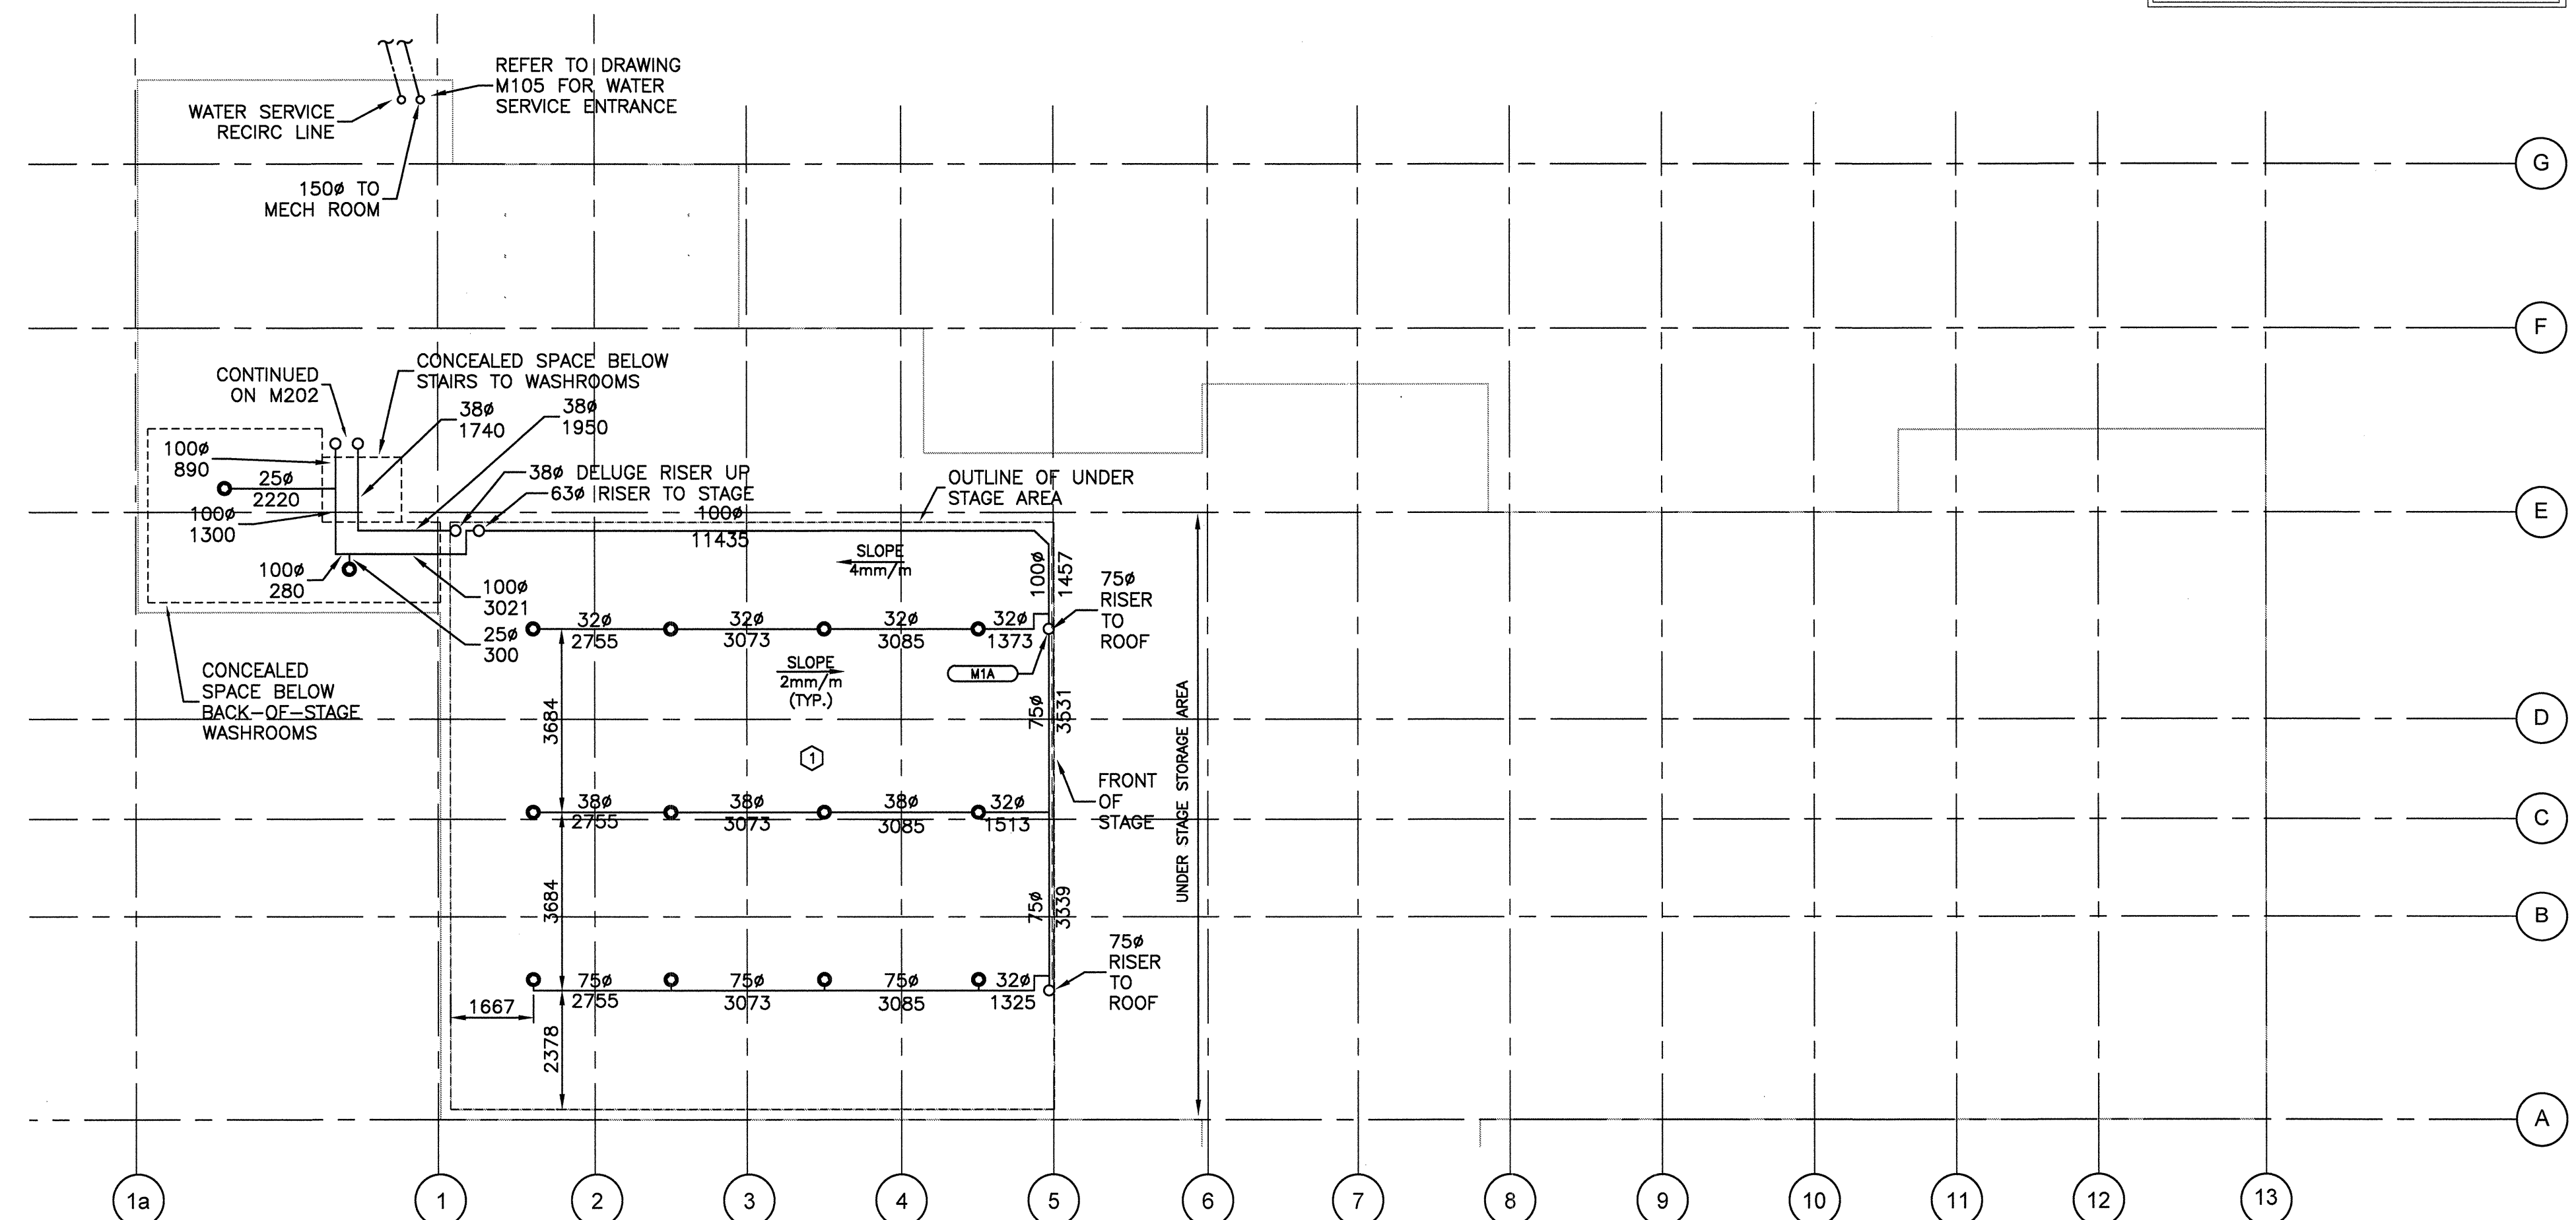 REFER TO DRAWING
M105 FOR WATER
SERVICE ENTRANCE
WATER SERVICE
RECIRC LINE
150ø TO
MECH ROOM
G
F
CONCEALED SPACE BELOW
STAIRS TO WASHROOMS
CONTINUED
ON M202
38ø
1740
38ø
1950
100ø
890
25ø
2220
100ø
1300
38ø DELUGE RISER UP
63ø RISER TO STAGE
OUTLINE OF UNDER
STAGE AREA
100ø
11435
E
SLOPE
4mm/m
100ø
1457
75ø
RISER
TO
ROOF
100ø
280
100ø
3021
25ø
300
32ø
2755
32ø
3073
32ø
3085
32ø
1373
SLOPE
2mm/m
(TYP.)
M1A
CONCEALED
SPACE BELOW
BACK-OF-STAGE
WASHROOMS
3684
75ø
3531
UNDER STAGE STORAGE AREA
D
1
FRONT
OF
STAGE
38ø
2755
38ø
3073
38ø
3085
32ø
1513
C
3684
75ø
3339
B
75ø
RISER
TO
ROOF
75ø
2755
75ø
3073
75ø
3085
32ø
1325
1667
2378
A
1a
1
2
3
4
5
6
7
8
9
10
11
12
13